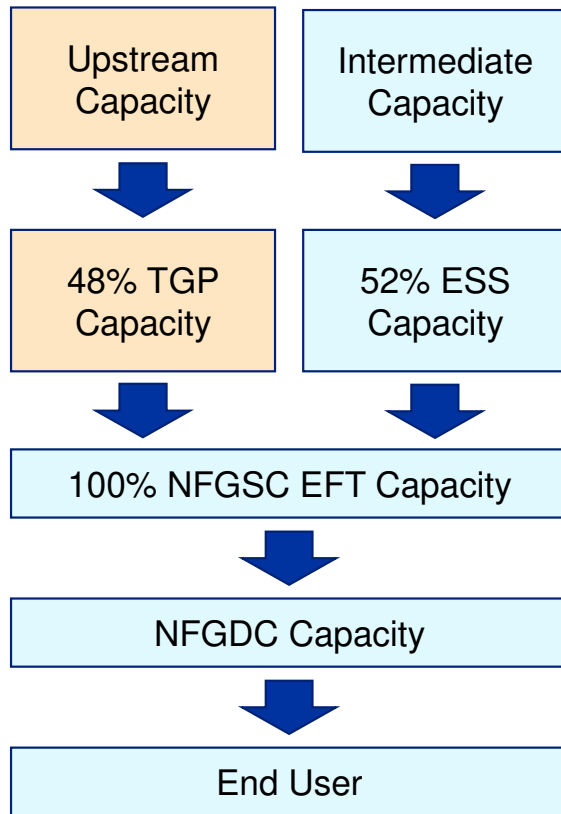 Upstream
Capacity
Intermediate
Capacity
48% TGP
Capacity
52% ESS
Capacity
100% NFGSC EFT Capacity
NFGDC Capacity
End User